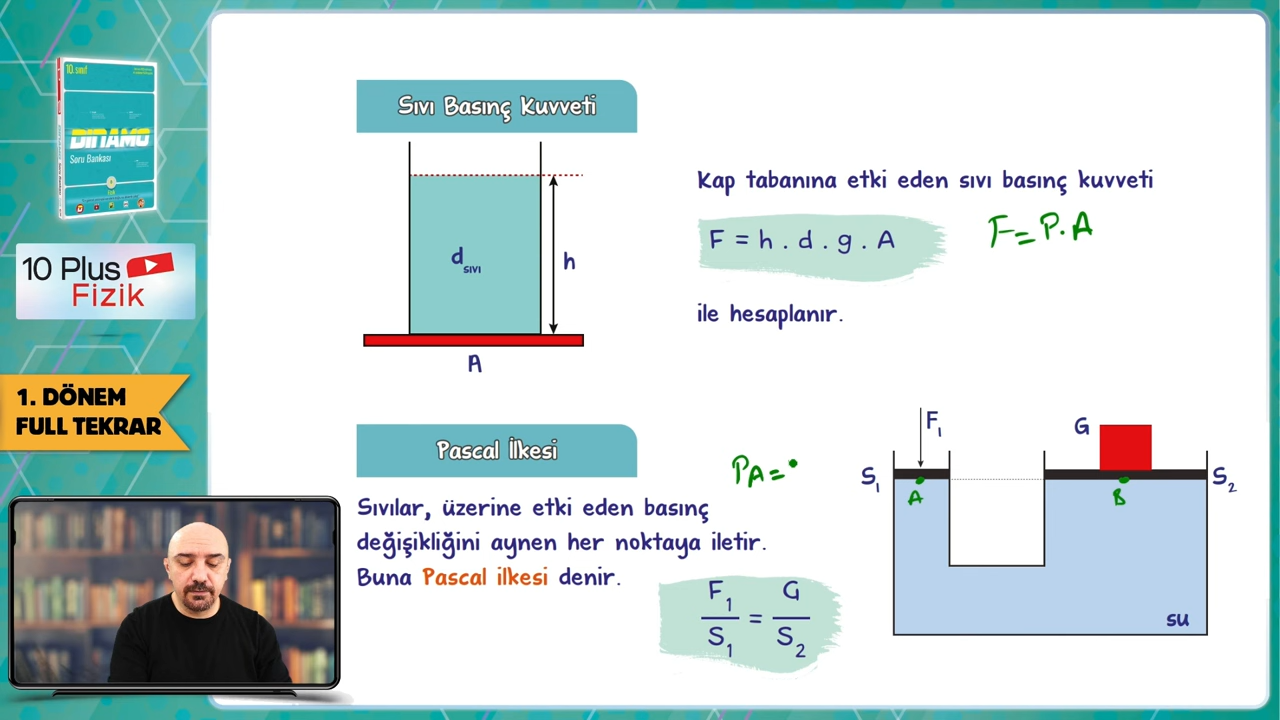 10. sınıf
DİNAMO
Soru Bankası
10 Plus
Fizik
1. DÖNEM
FULL TEKRAR
Sıvı Basınç Kuvveti
d sıvı
h
A
Kap tabanına etki eden sıvı basınç kuvveti
F = h . d . g . A
F = P . A
ile hesaplanır.
Pascal İlkesi
Sıvılar, üzerine etki eden basınç
değişikliğini aynen her noktaya iletir.
Buna Pascal ilkesi denir.
F₁/S₁ = G/S₂
P_A =
F₁
G
S₁
S₂
A
B
su